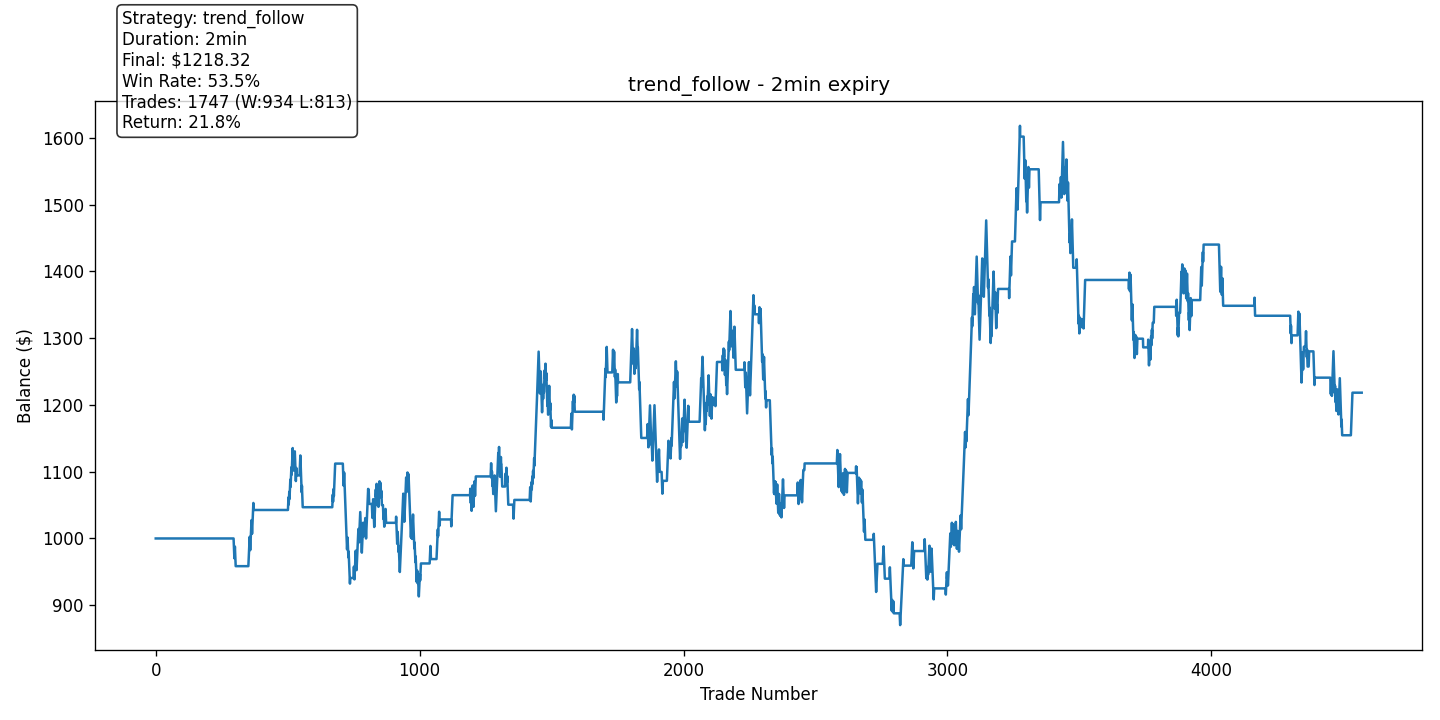 Strategy: trend_follow
Duration: 2min
Final: $1218.32
Win Rate: 53.5%
Trades: 1747 (W:934 L:813)
Return: 21.8%
trend_follow - 2min expiry
1600
1500
1400
1300
1200
1100
1000
900
Balance ($)
0 1000 2000 3000 4000
Trade Number